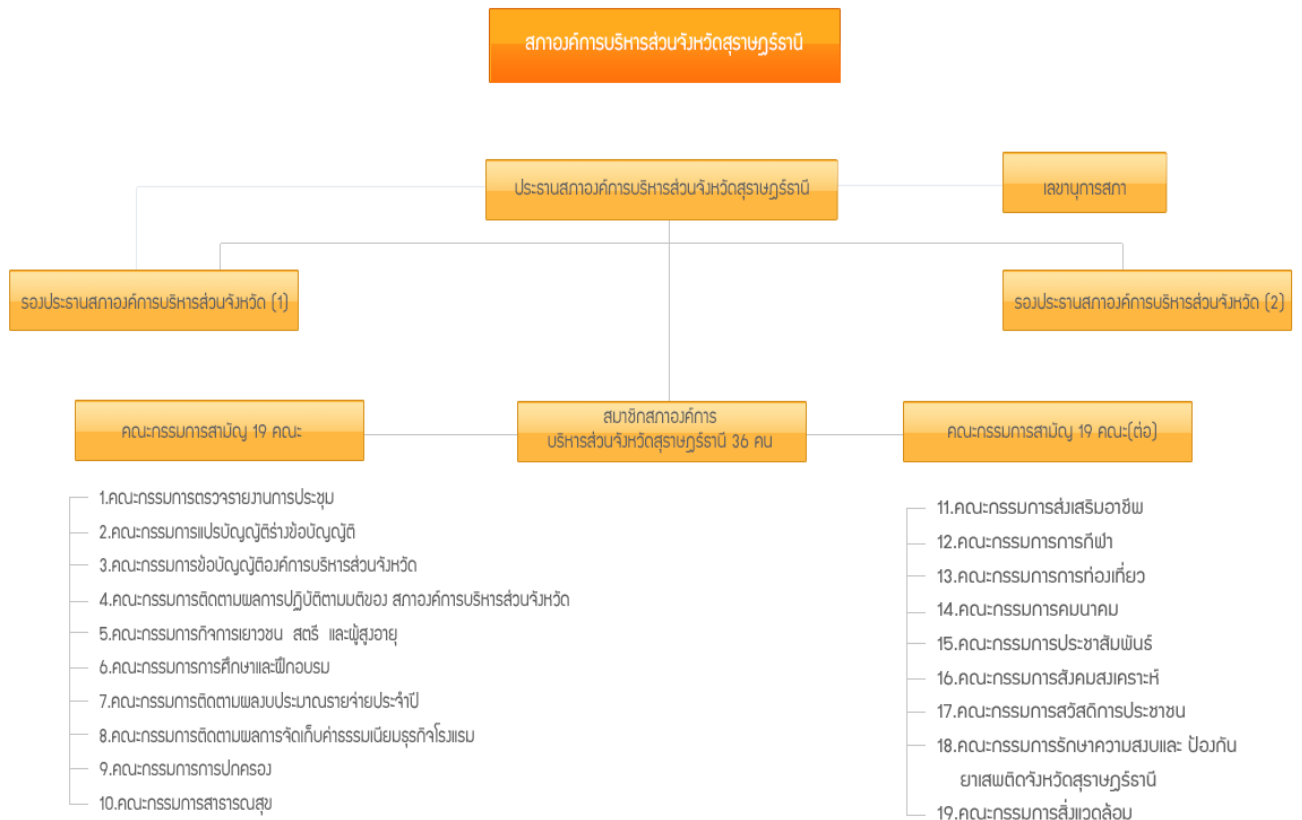 สภาองค์การบริหารส่วนจังหวัดสุราษฎร์ธานี
ประธานสภาองค์การบริหารส่วนจังหวัดสุราษฎร์ธานี
เลขานุการสภา
รองประธานสภาองค์การบริหารส่วนจังหวัด (1)
รองประธานสภาองค์การบริหารส่วนจังหวัด (2)
คณะกรรมการสามัญ 19 คณะ
สมาชิกสภาองค์การ
บริหารส่วนจังหวัดสุราษฎร์ธานี 36 คน
คณะกรรมการสามัญ 19 คณะ(ต่อ)
1.คณะกรรมการตรวจรายงานการประชุม
2.คณะกรรมการแปรบัญญัติร่างข้อบัญญัติ
3.คณะกรรมการข้อบัญญัติองค์การบริหารส่วนจังหวัด
4.คณะกรรมการติดตามผลการปฏิบัติตามมติของ สภาองค์การบริหารส่วนจังหวัด
5.คณะกรรมการกิจการเยาวชน สตรี และผู้สูงอายุ
6.คณะกรรมการการศึกษาและฝึกอบรม
7.คณะกรรมการติดตามผลงบประมาณรายจ่ายประจำปี
8.คณะกรรมการติดตามผลการจัดเก็บค่าธรรมเนียมธุรกิจโรงแรม
9.คณะกรรมการการปกครอง
10.คณะกรรมการสาธารณสุข
11.คณะกรรมการส่งเสริมอาชีพ
12.คณะกรรมการการกีฬา
13.คณะกรรมการการท่องเที่ยว
14.คณะกรรมการคมนาคม
15.คณะกรรมการประชาสัมพันธ์
16.คณะกรรมการสังคมสงเคราะห์
17.คณะกรรมการสวัสดิการประชาชน
18.คณะกรรมการรักษาความสงบและ ป้องกัน
ยาเสพติดจังหวัดสุราษฎร์ธานี
19.คณะกรรมการสิ่งแวดล้อม